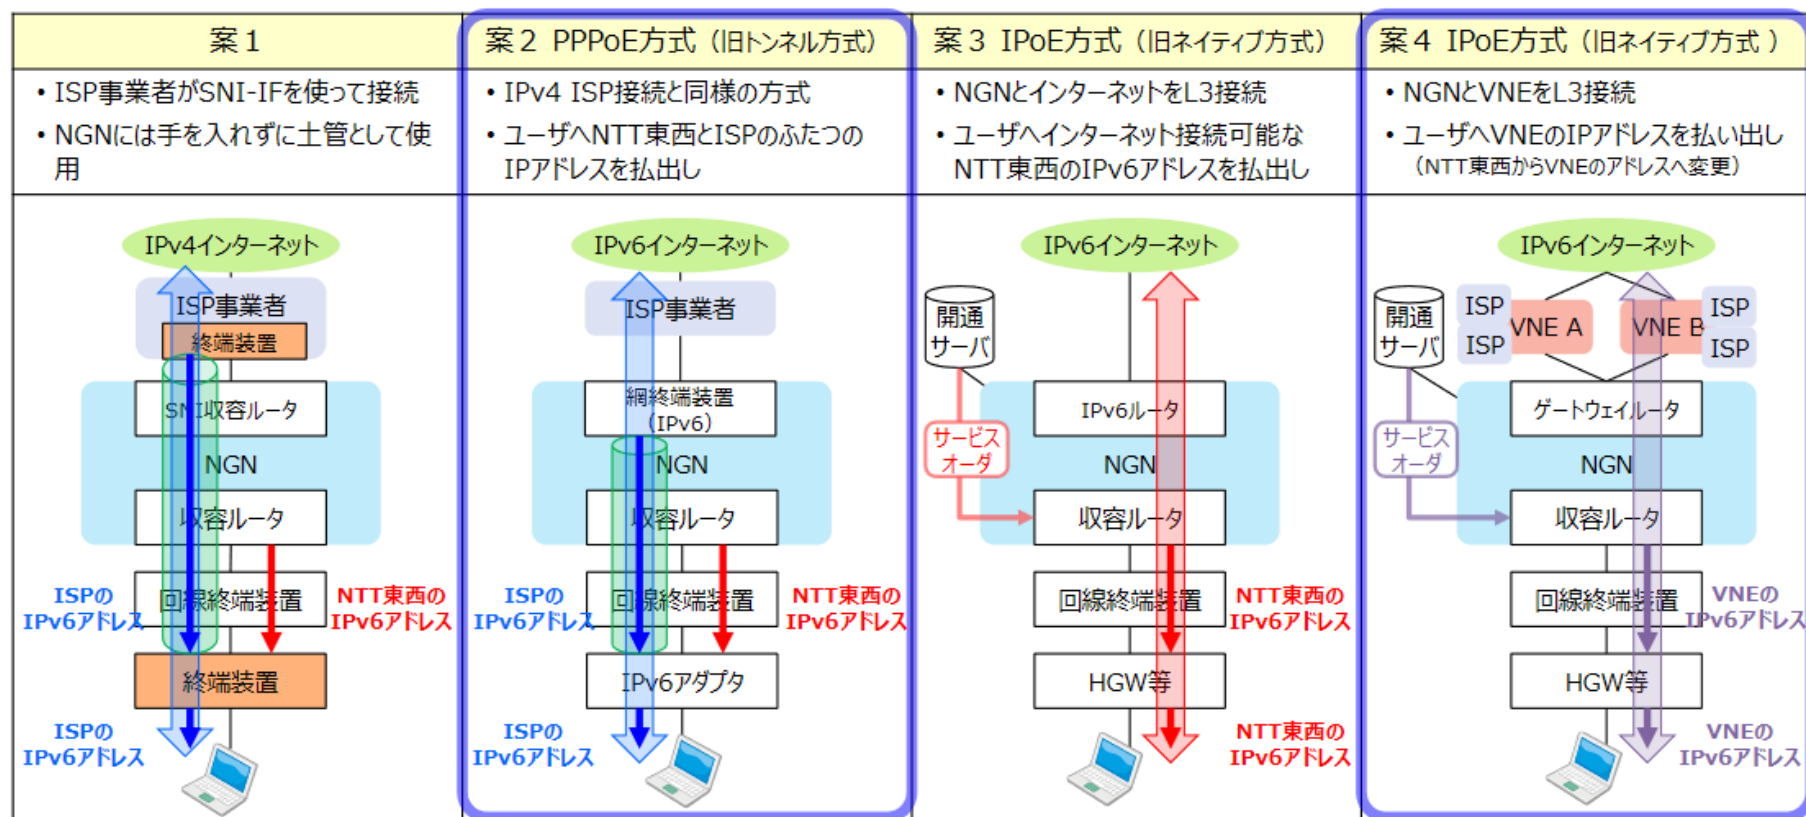 案１
・ISP事業者がSNI-IFを使って接続
・NGNには手を入れずに土管として使
用
IPv4インターネット
ISP事業者
終端装置
SNI収容ルータ
NGN
収容ルータ
ISPの
IPv6アドレス
回線終端装置
NTT東西の
IPv6アドレス
終端装置
ISPの
IPv6アドレス
案２ PPPoE方式（旧トンネル方式）
・IPv4 ISP接続と同様の方式
・ユーザへNTT東西とISPのふたつの
IPアドレスを払出し
IPv6インターネット
ISP事業者
網終端装置
（IPv6）
NGN
収容ルータ
ISPの
IPv6アドレス
回線終端装置
NTT東西の
IPv6アドレス
IPv6アダプタ
ISPの
IPv6アドレス
案３ IPoE方式（旧ネイティブ方式）
・NGNとインターネットをL3接続
・ユーザへインターネット接続可能な
NTT東西のIPv6アドレスを払出し
IPv6インターネット
開通
サーバ
IPv6ルータ
サービス
オーダ
NGN
収容ルータ
回線終端装置
NTT東西の
IPv6アドレス
HGW等
NTT東西の
IPv6アドレス
案４ IPoE方式（旧ネイティブ方式 ）
・NGNとVNEをL3接続
・ユーザへVNEのIPアドレスを払い出し
（NTT東西からVNEのアドレスへ変更）
IPv6インターネット
開通
サーバ
ISP
ISP
VNE A
VNE B
ISP
ISP
ゲートウェイルータ
サービス
オーダ
NGN
収容ルータ
回線終端装置
VNEの
IPv6アドレス
HGW等
VNEの
IPv6アドレス